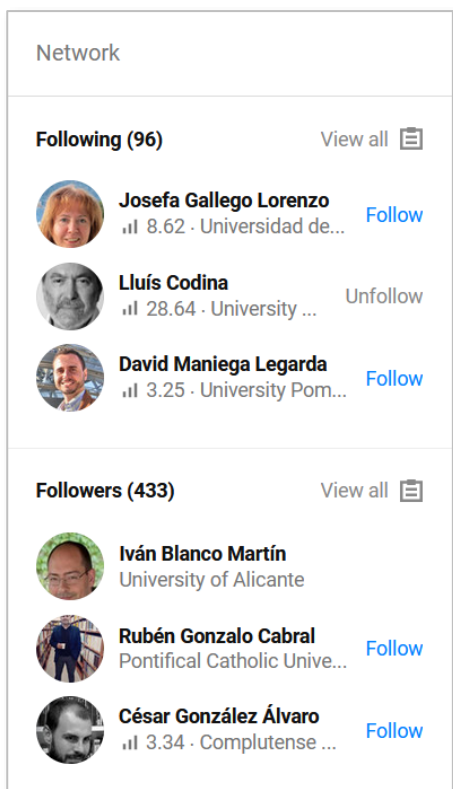 Network
Following (96) View all
Josefa Gallego Lorenzo
8.62 · Universidad de... Follow
Lluís Codina
28.64 · University ... Unfollow
David Maniega Legarda
3.25 · University Pom... Follow
Followers (433) View all
Iván Blanco Martín
University of Alicante
Rubén Gonzalo Cabral
Pontifical Catholic Unive... Follow
César González Álvaro
3.34 · Complutense ... Follow